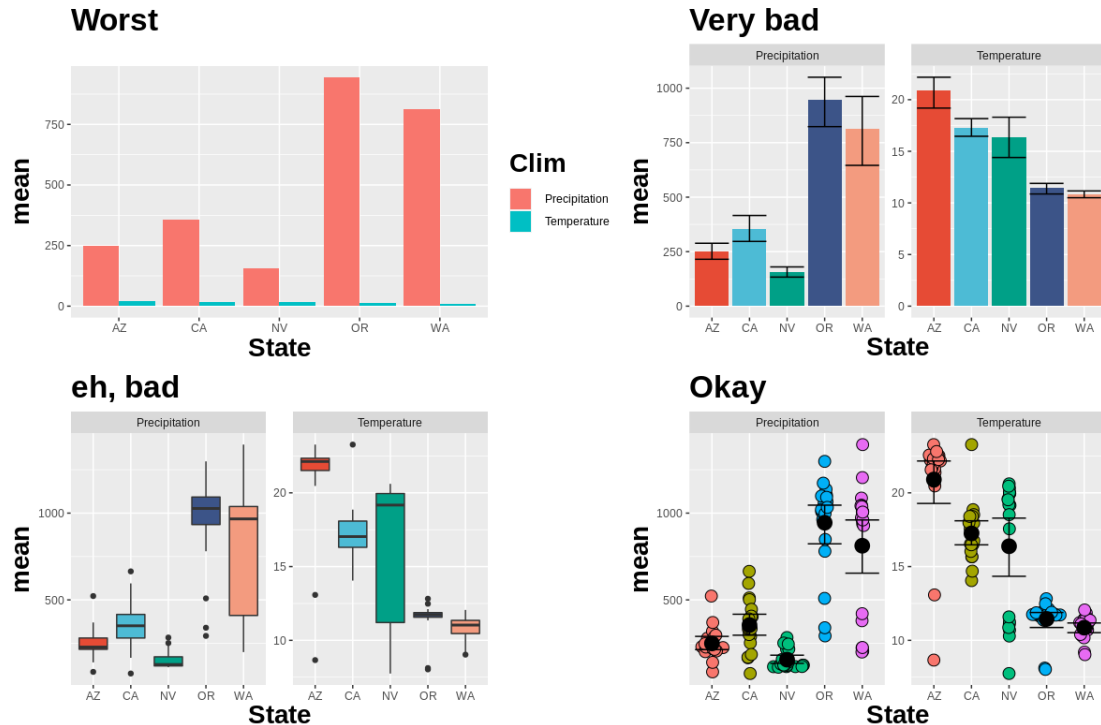 Worst
mean
750
500
250
0
AZ CA NV OR WA
State
Clim
Precipitation
Temperature
Very bad
Precipitation Temperature
mean
1000
750
500
250
0
20
15
10
5
0
AZ CA NV OR WA AZ CA NV OR WA
State
eh, bad
Precipitation Temperature
mean
1000
500
20
15
10
AZ CA NV OR WA AZ CA NV OR WA
State
Okay
Precipitation Temperature
mean
1000
500
20
15
10
AZ CA NV OR WA AZ CA NV OR WA
State